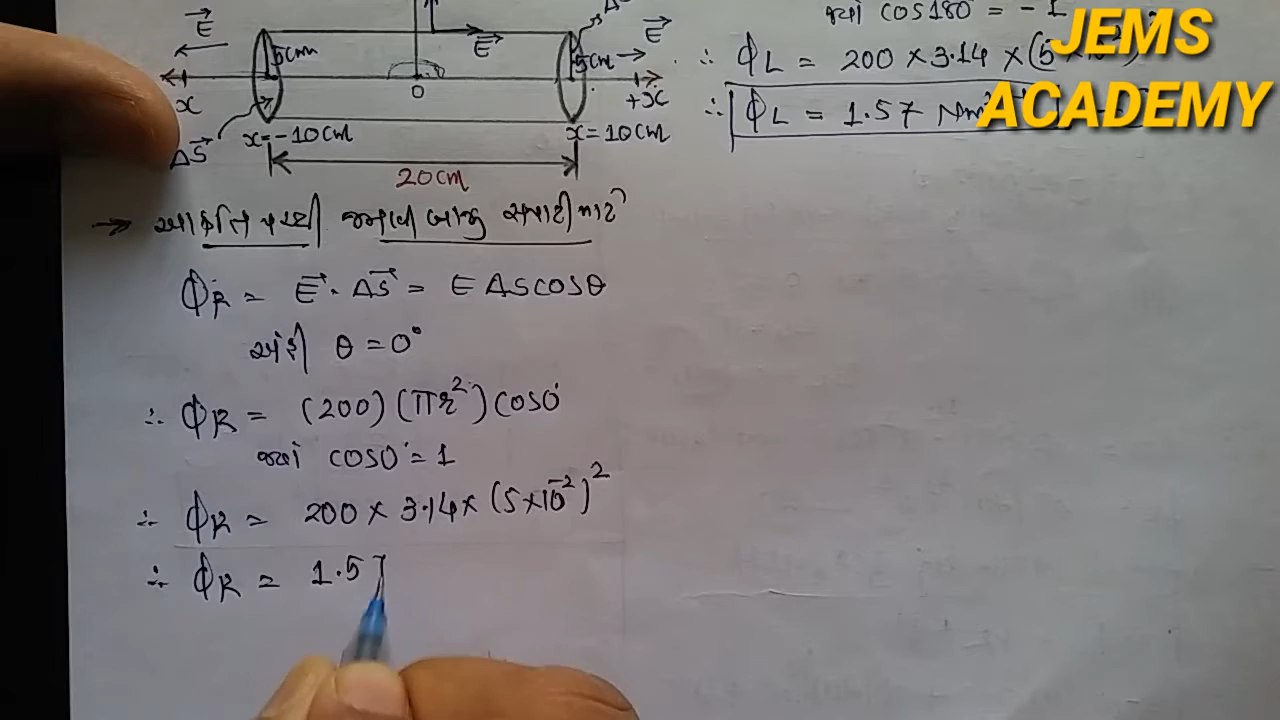 E⃗
E⃗
E⃗
5cm
5cm
x
O
+x
ΔS⃗
x=-10cm
x=10cm
20cm
→ આકૃતિ પરથી જમણી બાજુ સપાટી માટે
ΦR = E⃗ · ΔS⃗ = EΔScosθ
અહીં θ = 0°
∴ ΦR = (200)(πr²)cos0°
જ્યાં cos0° = 1
∴ ΦR = 200 × 3.14 × (5×10⁻²)²
∴ ΦR = 1.57
જ્યાં cos180 = -1
∴ ΦL = 200 × 3.14 × (5
∴ ΦL = 1.57
JEMS
ACADEMY